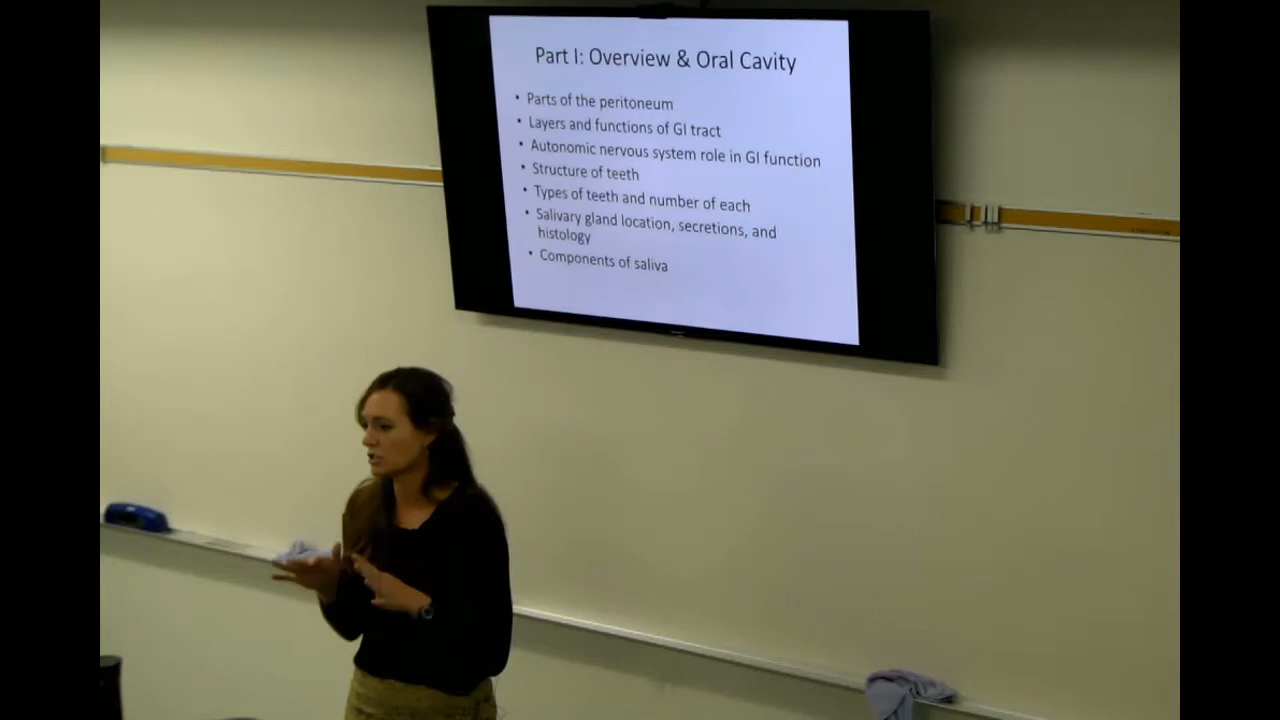 Part I: Overview & Oral Cavity
• Parts of the peritoneum
• Layers and functions of GI tract
• Autonomic nervous system role in GI function
• Structure of teeth
• Types of teeth and number of each
• Salivary gland location, secretions, and
histology
• Components of saliva